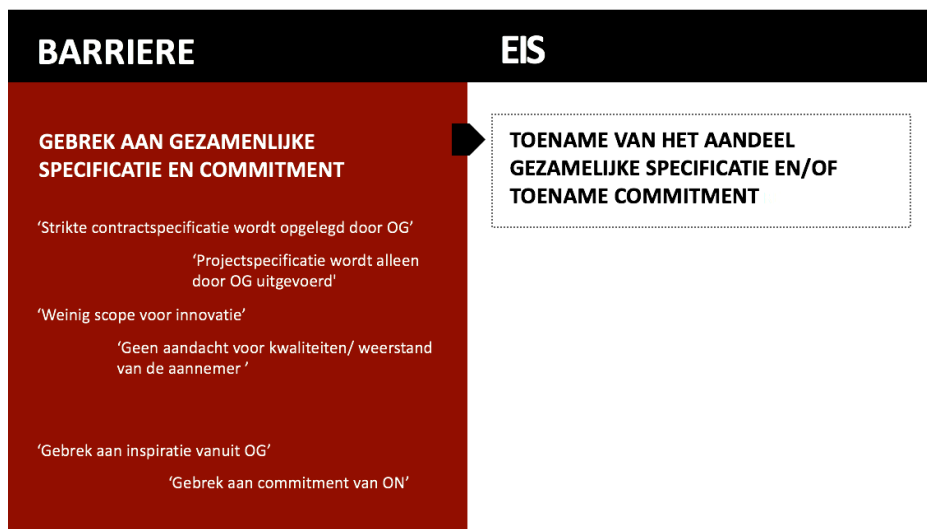 BARRIERE
EIS
GEBREK AAN GEZAMENLIJKE
SPECIFICATIE EN COMMITMENT
‘Strikte contractspecificatie wordt opgelegd door OG’
‘Projectspecificatie wordt alleen
door OG uitgevoerd'
‘Weinig scope voor innovatie’
‘Geen aandacht voor kwaliteiten/ weerstand
van de aannemer ’
‘Gebrek aan inspiratie vanuit OG’
‘Gebrek aan commitment van ON’
TOENAME VAN HET AANDEEL
GEZAMELIJKE SPECIFICATIE EN/OF
TOENAME COMMITMENT